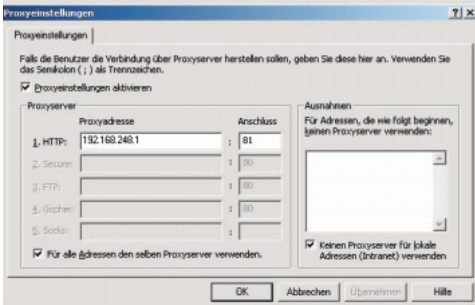 Proxyeinstellungen
Proxyeinstellungen
Falls die Benutzer die Verbindung über Proxyserver herstellen sollen, geben Sie diese hier an. Verwenden Sie
das Semikolon ( ; ) als Trennzeichen.
Proxyeinstellungen aktivieren
Proxyserver
Proxyadresse Anschluss
1. HTTP: 192.168.248.1 : 81
2. Secure: : 80
3. FTP: : 80
4. Gopher: : 80
5. Socks: :
Für alle Adressen den selben Proxyserver verwenden.
Ausnahmen
Für Adressen, die wie folgt beginnen,
keinen Proxyserver verwenden:
Keinen Proxyserver für lokale
Adressen (Intranet) verwenden
OK Abbrechen Übernehmen Hilfe